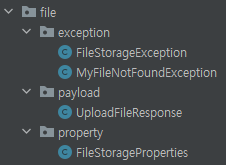 file
exception
FileStorageException
MyFileNotFoundException
payload
UploadFileResponse
property
FileStorageProperties